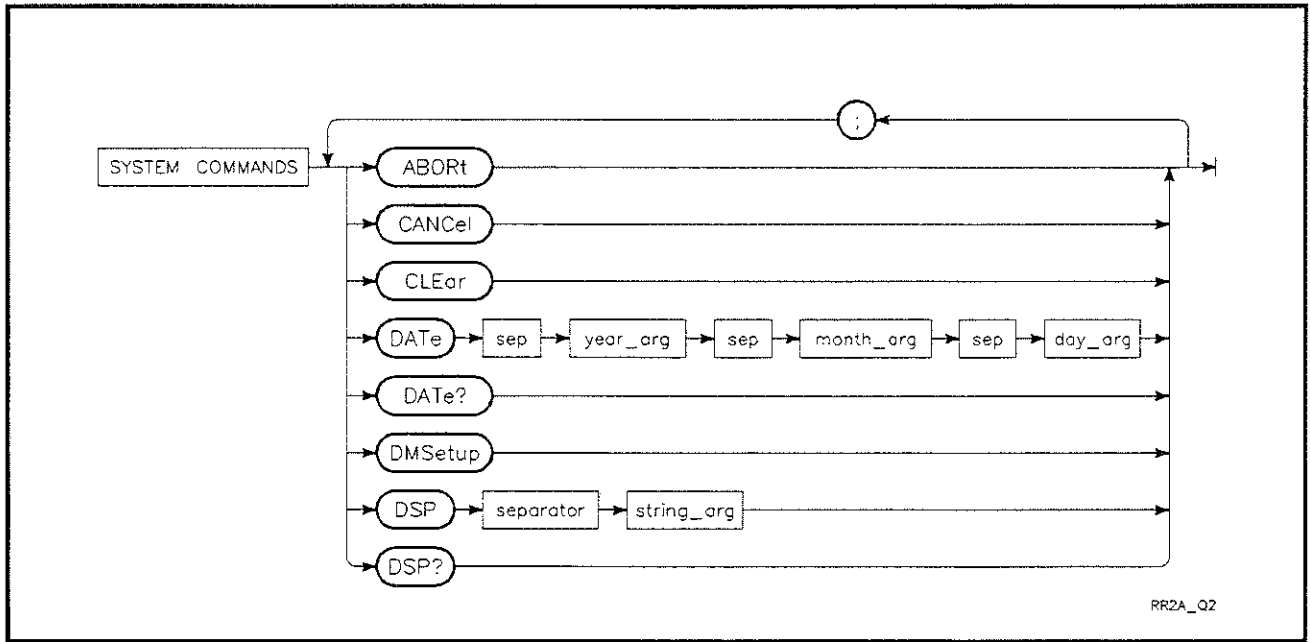 ;
SYSTEM COMMANDS ABORt
CANCel
CLEar
DATe sep year_arg sep month_arg sep day_arg
DATe?
DMSetup
DSP separator string_arg
DSP?
RR2A_Q2